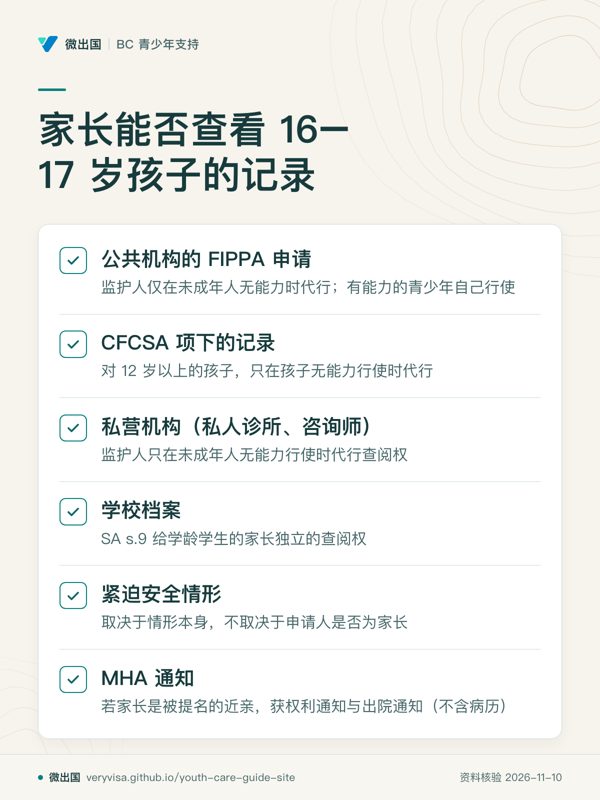 微出国 | BC 青少年支持
家长能否查看 16—
17 岁孩子的记录
公共机构的 FIPPA 申请
监护人仅在未成年人无能力时代行；有能力的青少年自己行使
CFCSA 项下的记录
对 12 岁以上的孩子，只在孩子无能力行使时代行
私营机构（私人诊所、咨询师）
监护人只在未成年人无能力行使时代行查阅权
学校档案
SA s.9 给学龄学生的家长独立的查阅权
紧迫安全情形
取决于情形本身，不取决于申请人是否为家长
MHA 通知
若家长是被提名的近亲，获权利通知与出院通知（不含病历）
微出国 veryvisa.github.io/youth-care-guide-site
资料核验 2026-11-10